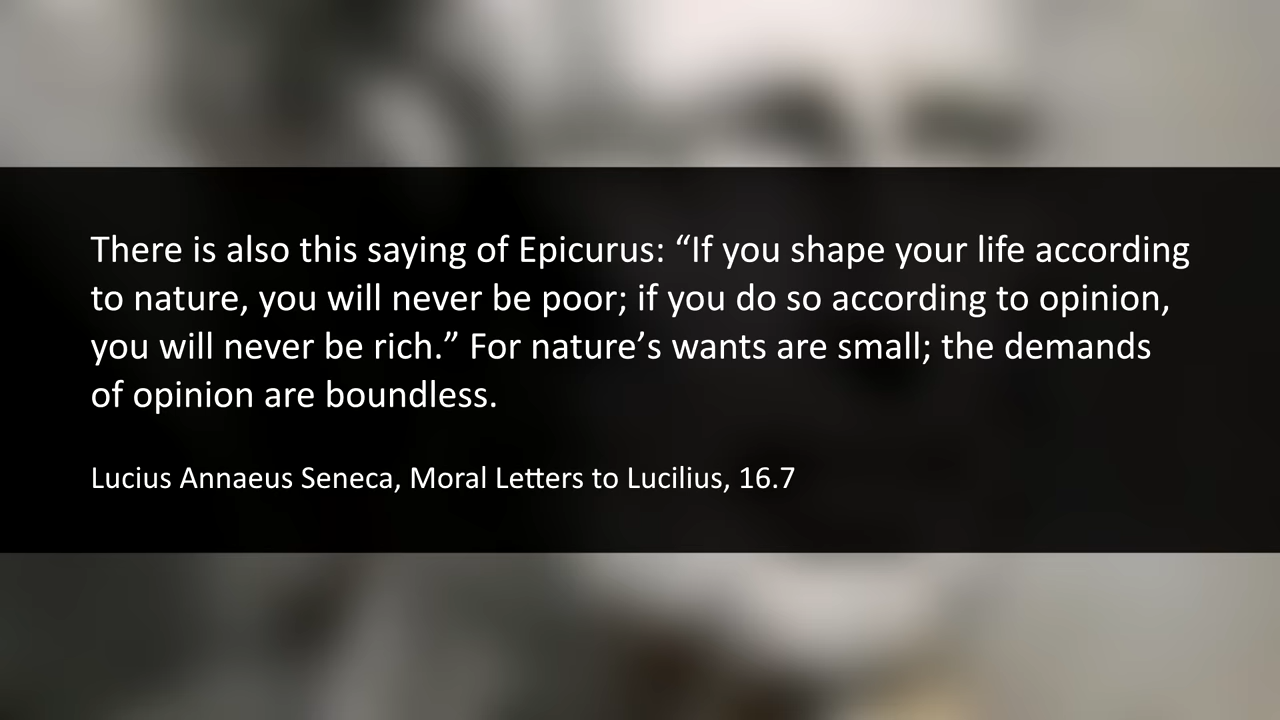 There is also this saying of Epicurus: “If you shape your life according
to nature, you will never be poor; if you do so according to opinion,
you will never be rich.” For nature’s wants are small; the demands
of opinion are boundless.
Lucius Annaeus Seneca, Moral Letters to Lucilius, 16.7